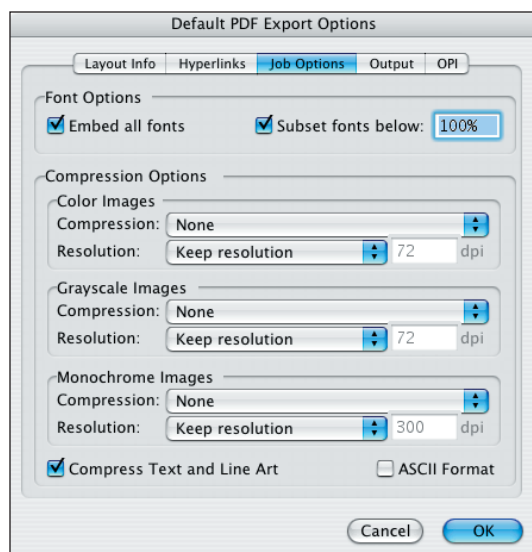 Default PDF Export Options
Layout Info Hyperlinks Job Options Output OPI
Font Options
Embed all fonts Subset fonts below: 100%
Compression Options
Color Images
Compression: None
Resolution: Keep resolution 72 dpi
Grayscale Images
Compression: None
Resolution: Keep resolution 72 dpi
Monochrome Images
Compression: None
Resolution: Keep resolution 300 dpi
Compress Text and Line Art ASCII Format
Cancel OK